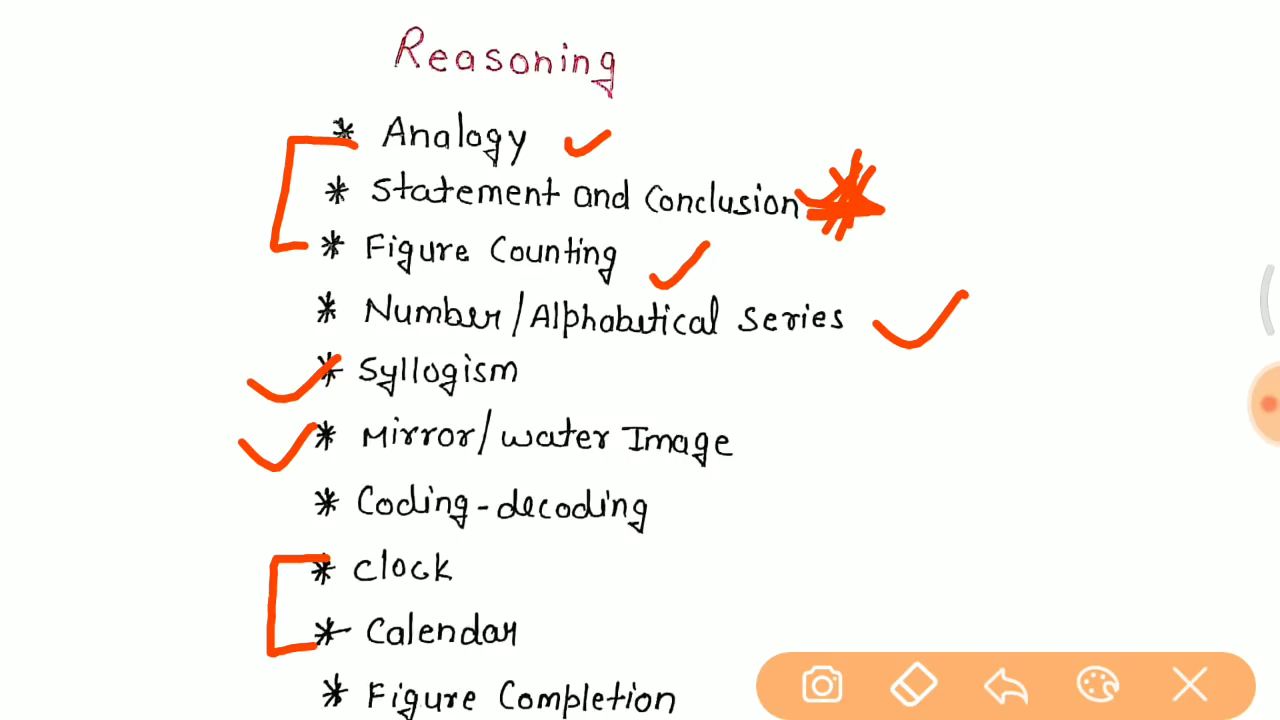 Reasoning
* Analogy
* Statement and Conclusion
* Figure Counting
* Number/Alphabetical Series
* Syllogism
* Mirror/water Image
* Coding-decoding
* Clock
* Calendar
* Figure Completion